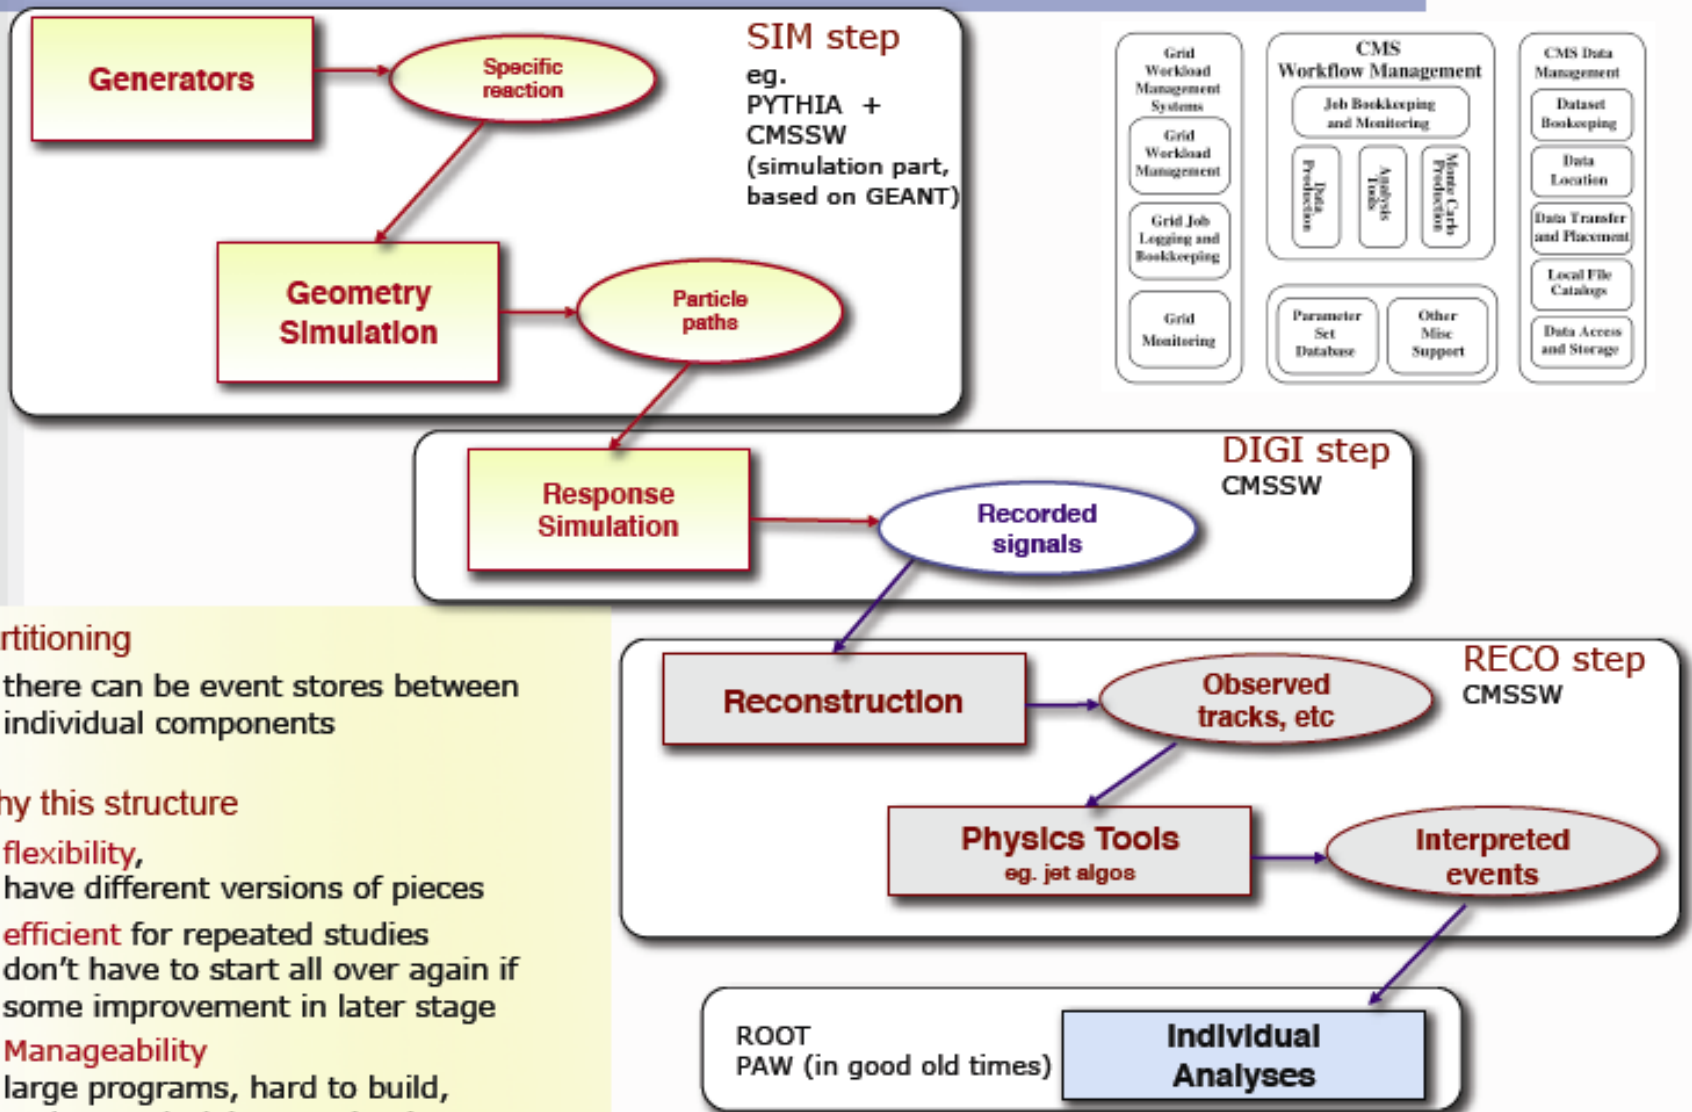 Generators
Specific
reaction
SIM step
eg.
PYTHIA +
CMSSW
(simulation part,
based on GEANT)
Geometry
Simulation
Particle
paths
Grid
Workload
Management
Systems
Grid
Workload
Management
Grid Job
Logging and
Bookkeeping
Grid
Monitoring
CMS
Workflow Management
Job Bookkeeping
and Monitoring
Data
Production
Analysis
Tools
Monte Carlo
Production
Parameter
Set
Database
Other
Misc
Support
CMS Data
Management
Dataset
Bookeeping
Data
Location
Data Transfer
and Placement
Local File
Catalogs
Data Access
and Storage
Response
Simulation
Recorded
signals
DIGI step
CMSSW
Reconstruction
Observed
tracks, etc
RECO step
CMSSW
Physics Tools
eg. jet algos
Interpreted
events
ROOT
PAW (in good old times)
Individual
Analyses
rtitioning
there can be event stores between
individual components
hy this structure
flexibility,
have different versions of pieces
efficient for repeated studies
don't have to start all over again if
some improvement in later stage
Manageability
large programs, hard to build,